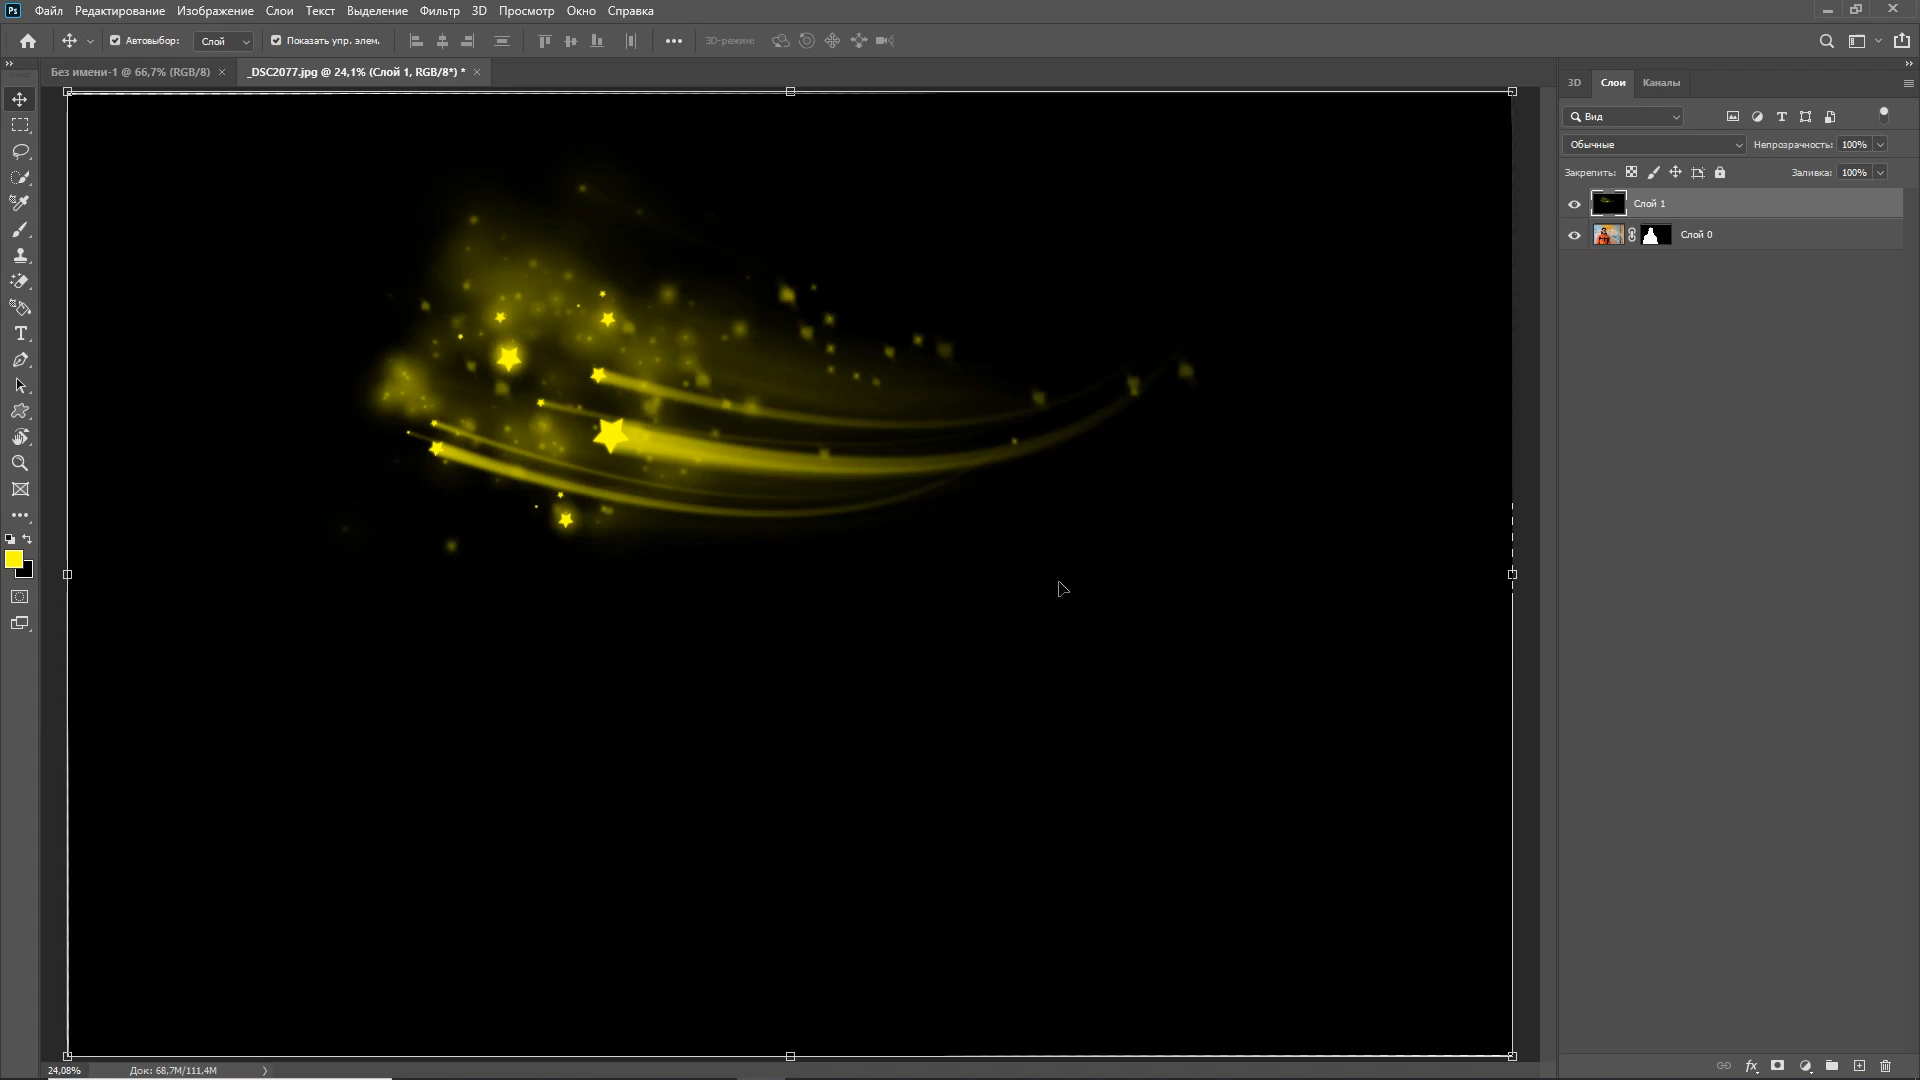 Ps Файл Редактирование Изображение Слои Текст Выделение Фильтр 3D Просмотр Окно Справка
Автовыбор: Слой Показать упр. элем. 3D-режим:
Без имени-1 @ 66,7% (RGB/8) _DSC2077.jpg @ 24,1% (Слой 1, RGB/8*) *
3D Слои Каналы
Вид
Обычные Непрозрачность: 100%
Закрепить: Заливка: 100%
Слой 1
Слой 0
24,08% Док: 68,7M/111,4M